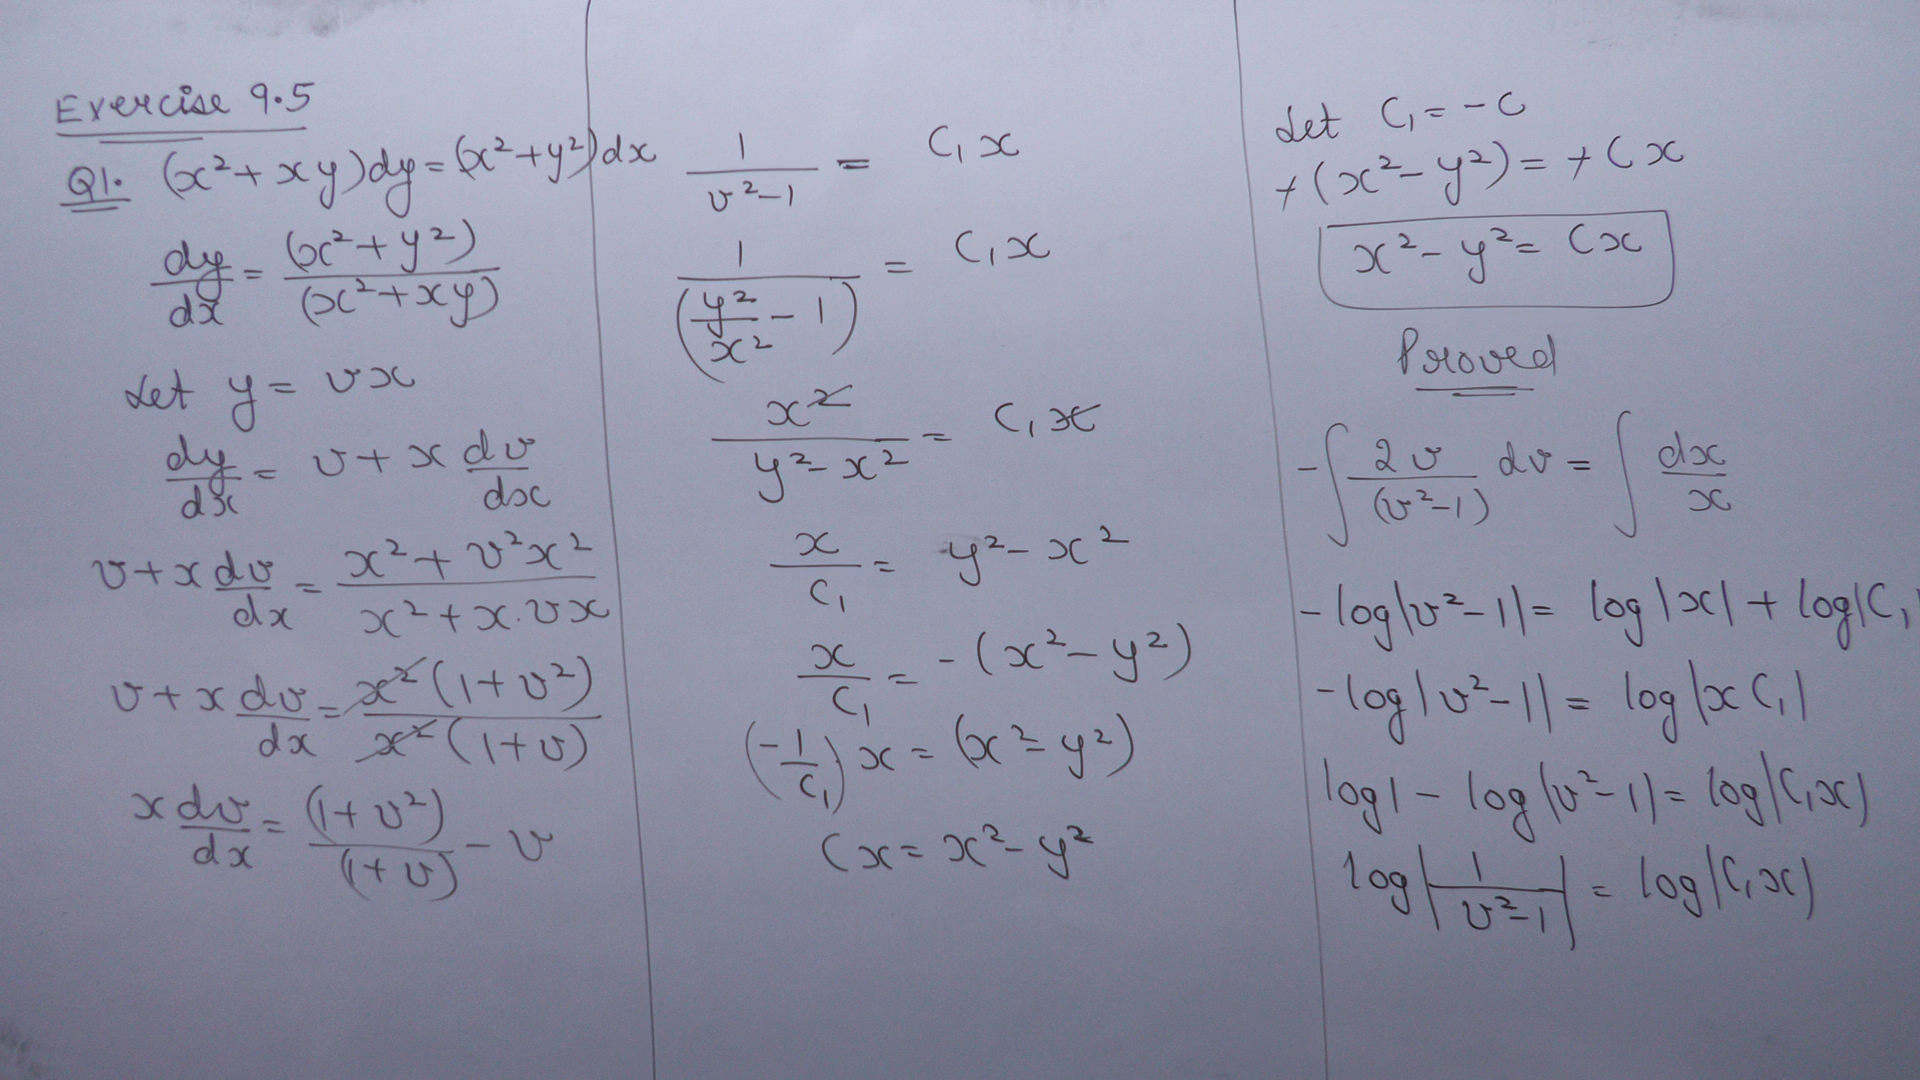 Exercise 9.5
Q1. (x²+xy)dy=(x²+y²)dx
dy/dx = (x²+y²)/(x²+xy)
Let y = vx
dy/dx = v + x dv/dx
v+x dv/dx = (x²+v²x²)/(x²+x.vx)
v+x dv/dx = x²(1+v²)/x²(1+v)
x dv/dx = (1+v²)/(1+v) - v
1/(v²-1) = C₁x
1/(y²/x² - 1) = C₁x
x²/(y²-x²) = C₁x
x/C₁ = y²-x²
x/C₁ = -(x²-y²)
(-1/C₁)x = (x²-y²)
Cx = x²-y²
Let C₁ = -C
+(x²-y²) = +Cx
x²-y² = Cx
Proved
-∫ 2v/(v²-1) dv = ∫ dx/x
-log|v²-1| = log|x| + log|C₁|
-log|v²-1| = log|xC₁|
log1 - log|v²-1| = log|C₁x|
log|1/(v²-1)| = log|C₁x|